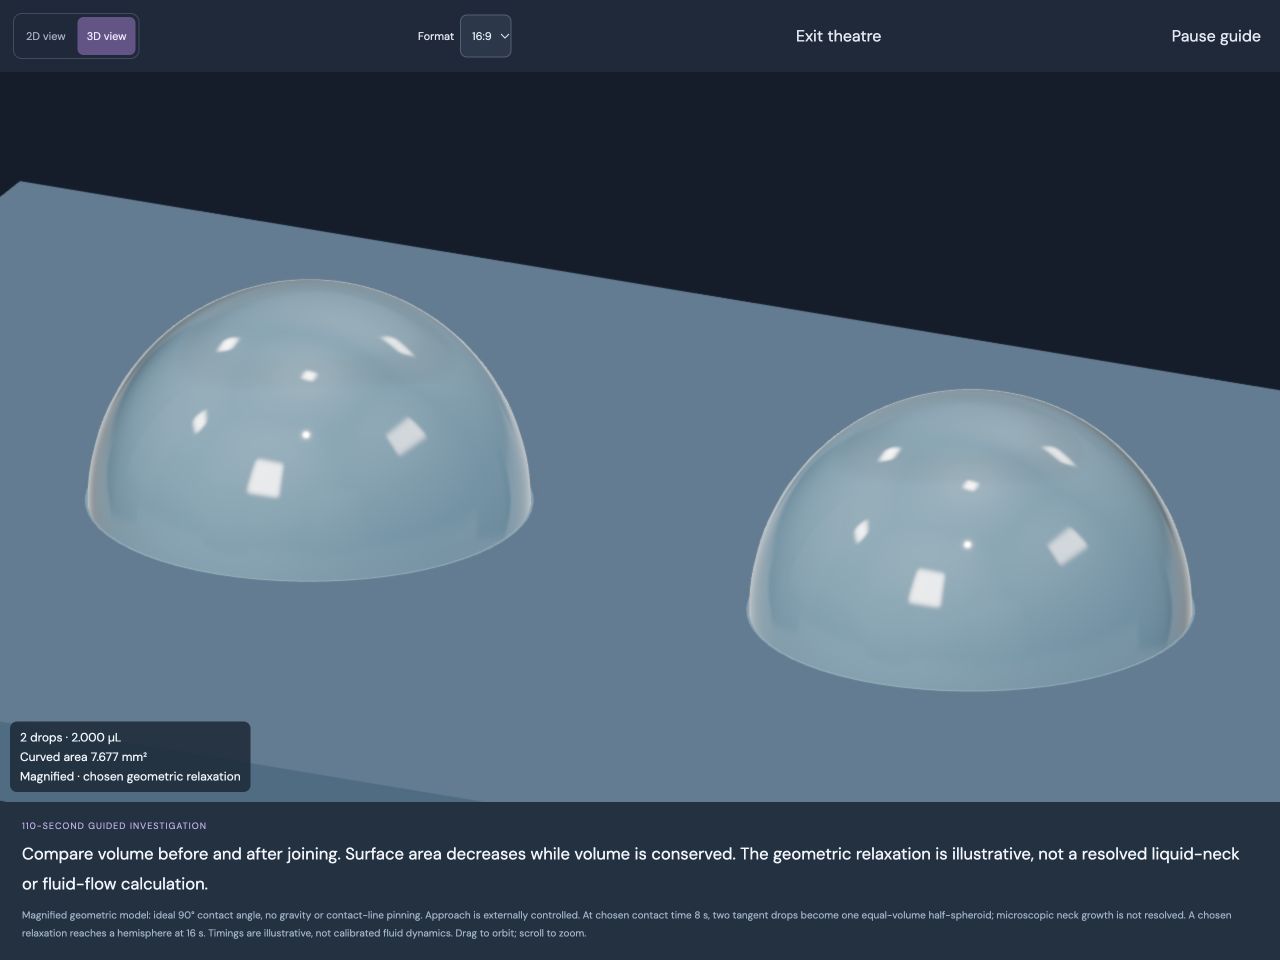 2D view
3D view
Format
16:9
Exit theatre
Pause guide
2 drops · 2.000 µL
Curved area 7.677 mm²
Magnified · chosen geometric relaxation
110-SECOND GUIDED INVESTIGATION
Compare volume before and after joining. Surface area decreases while volume is conserved. The geometric relaxation is illustrative, not a resolved liquid-neck
or fluid-flow calculation.
Magnified geometric model: ideal 90° contact angle, no gravity or contact-line pinning. Approach is externally controlled. At chosen contact time 8 s, two tangent drops become one equal-volume half-spheroid; microscopic neck growth is not resolved. A chosen
relaxation reaches a hemisphere at 16 s. Timings are illustrative, not calibrated fluid dynamics. Drag to orbit; scroll to zoom.